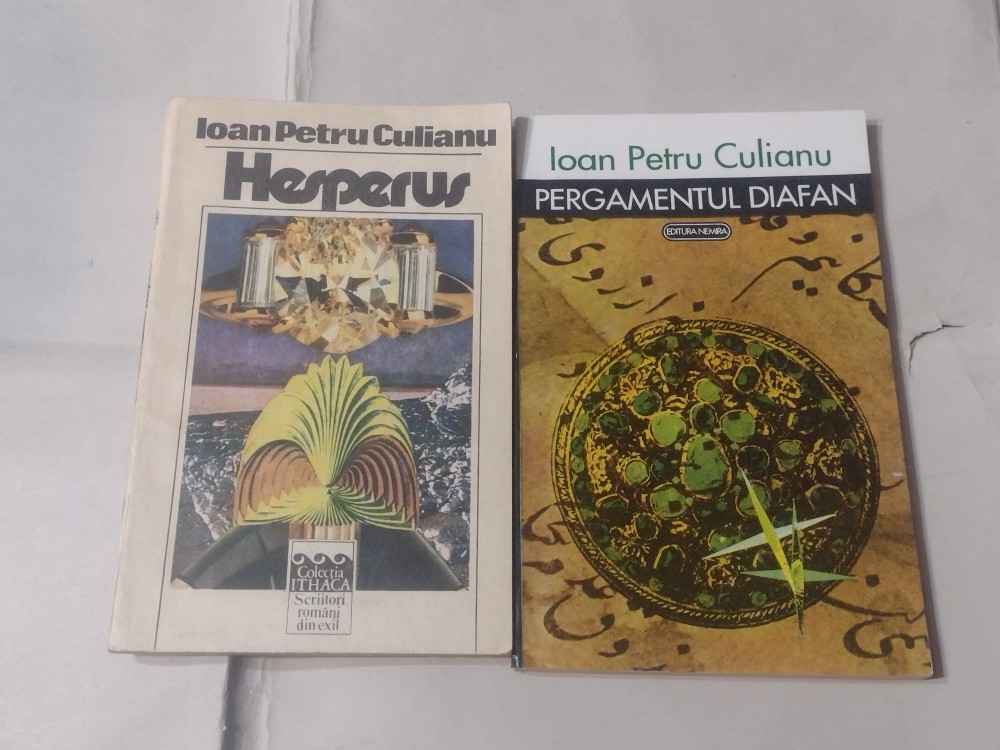 Ioan Petru Culianu
Hesperus
Colecția
ITHACA
Scriitori
români
din exil
Ioan Petru Culianu
PERGAMENTUL DIAFAN
EDITURA NEMIRA